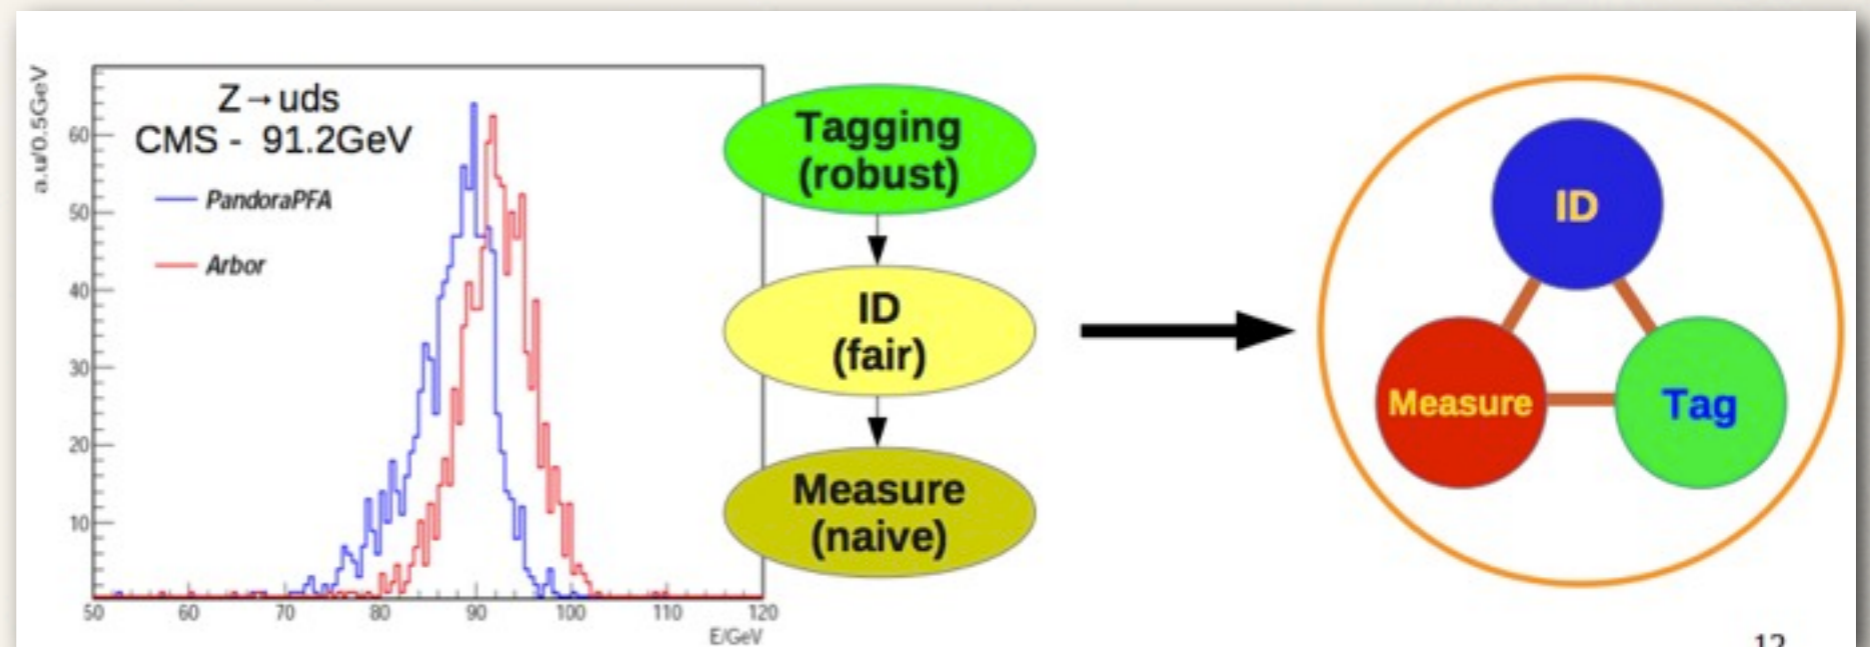 a.u/0.5GeV
Z→uds
CMS - 91.2GeV
PandoraPFA
Arbor
60
50
40
30
20
10
50 60 70 80 90 100 110 120
E/GeV
Tagging
(robust)
ID
(fair)
Measure
(naive)
ID
Measure
Tag
12